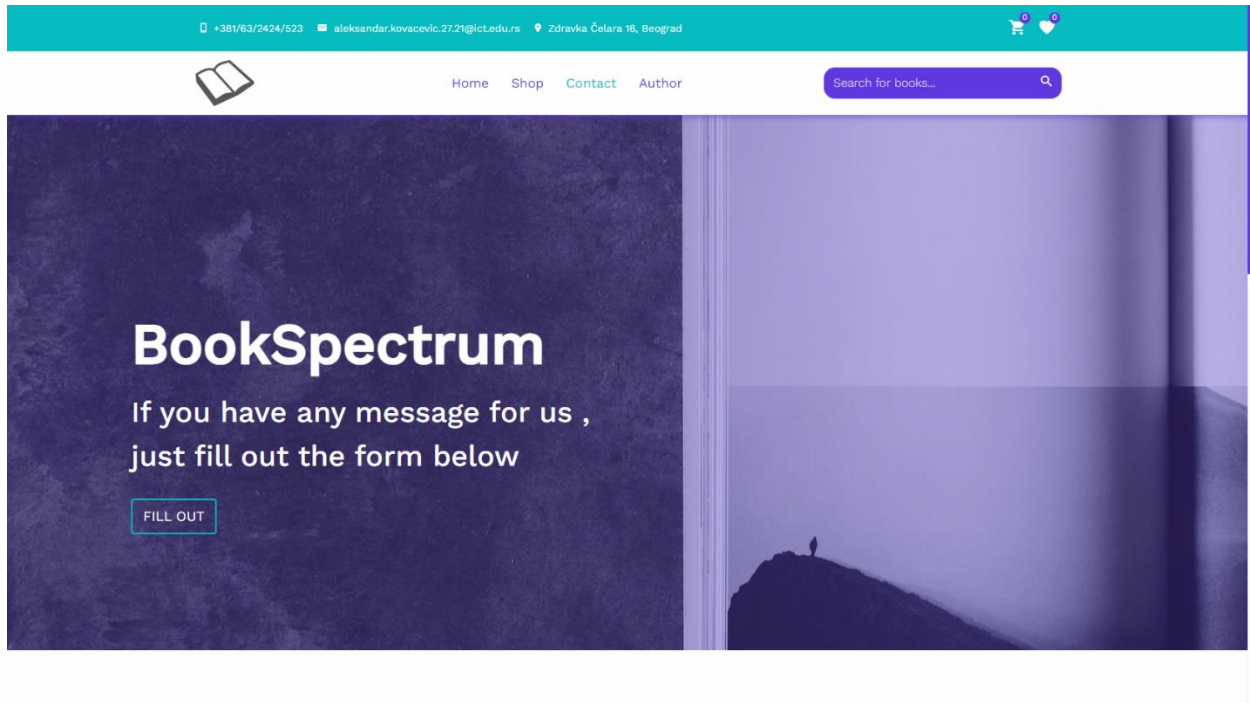 +381/63/2424/523 aleksandar.kovacevic.27.21@ict.edu.rs Zdravka Čelara 16, Beograd 0 0
Home Shop Contact Author Search for books...
BookSpectrum
If you have any message for us ,
just fill out the form below
FILL OUT